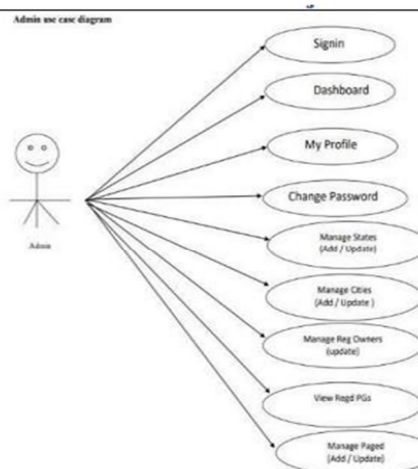 Admin use case diagram
Signin
Dashboard
My Profile
Change Password
Admin
Manage States
(Add / Update)
Manage Cities
(Add / Update )
Manage Reg Owners
(update)
View Regd PGs
Manage Paged
(Add / Update)